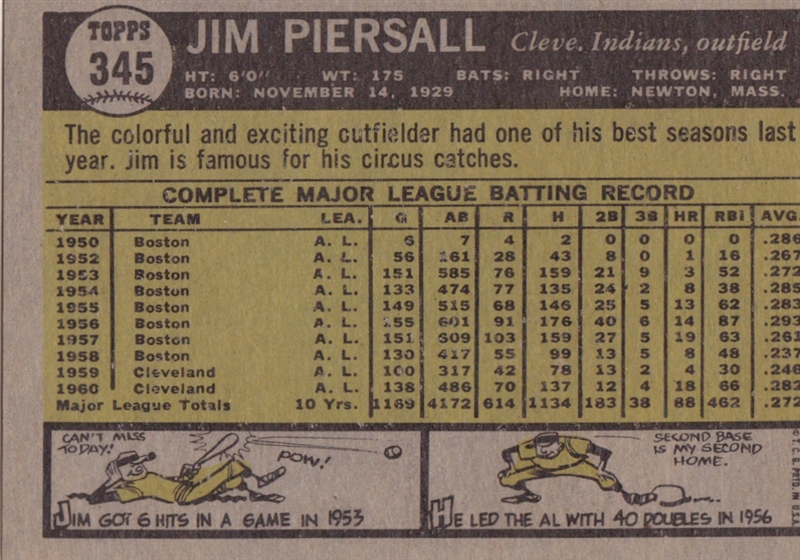 TOPPS
345
JIM PIERSALL Cleve. Indians, outfield
HT: 6'0" WT: 175 BATS: RIGHT THROWS: RIGHT
BORN: NOVEMBER 14, 1929 HOME: NEWTON, MASS.
The colorful and exciting outfielder had one of his best seasons last
year. Jim is famous for his circus catches.
COMPLETE MAJOR LEAGUE BATTING RECORD
YEAR TEAM LEA. G AB R H 2B 3B HR RBI AVG.
1950 Boston A. L. 6 7 4 2 0 0 0 0 .286
1952 Boston A. L. 56 161 28 43 8 0 1 16 .267
1953 Boston A. L. 151 585 76 159 21 9 3 52 .272
1954 Boston A. L. 133 474 77 135 24 2 8 38 .285
1955 Boston A. L. 149 515 68 146 25 5 13 62 .283
1956 Boston A. L. 155 601 91 176 40 6 14 87 .293
1957 Boston A. L. 151 609 103 159 27 5 19 63 .261
1958 Boston A. L. 130 417 55 99 13 5 8 48 .237
1959 Cleveland A. L. 100 317 42 78 13 2 4 30 .246
1960 Cleveland A. L. 138 486 70 137 12 4 18 66 .282
Major League Totals 10 Yrs. 1169 4172 614 1134 183 38 88 462 .272
CAN'T MISS
TODAY!
POW!
JIM GOT 6 HITS IN A GAME IN 1953
SECOND BASE
IS MY SECOND
HOME.
HE LED THE AL WITH 40 DOUBLES IN 1956
© T.C.G. PRTD. IN U.S.A.